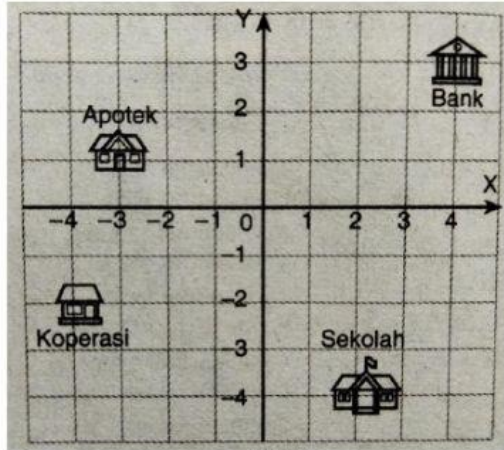 Y
3
Bank
2
Apotek
1
X
-4 -3 -2 -1 0 1 2 3 4
-1
-2
Koperasi
-3
Sekolah
-4